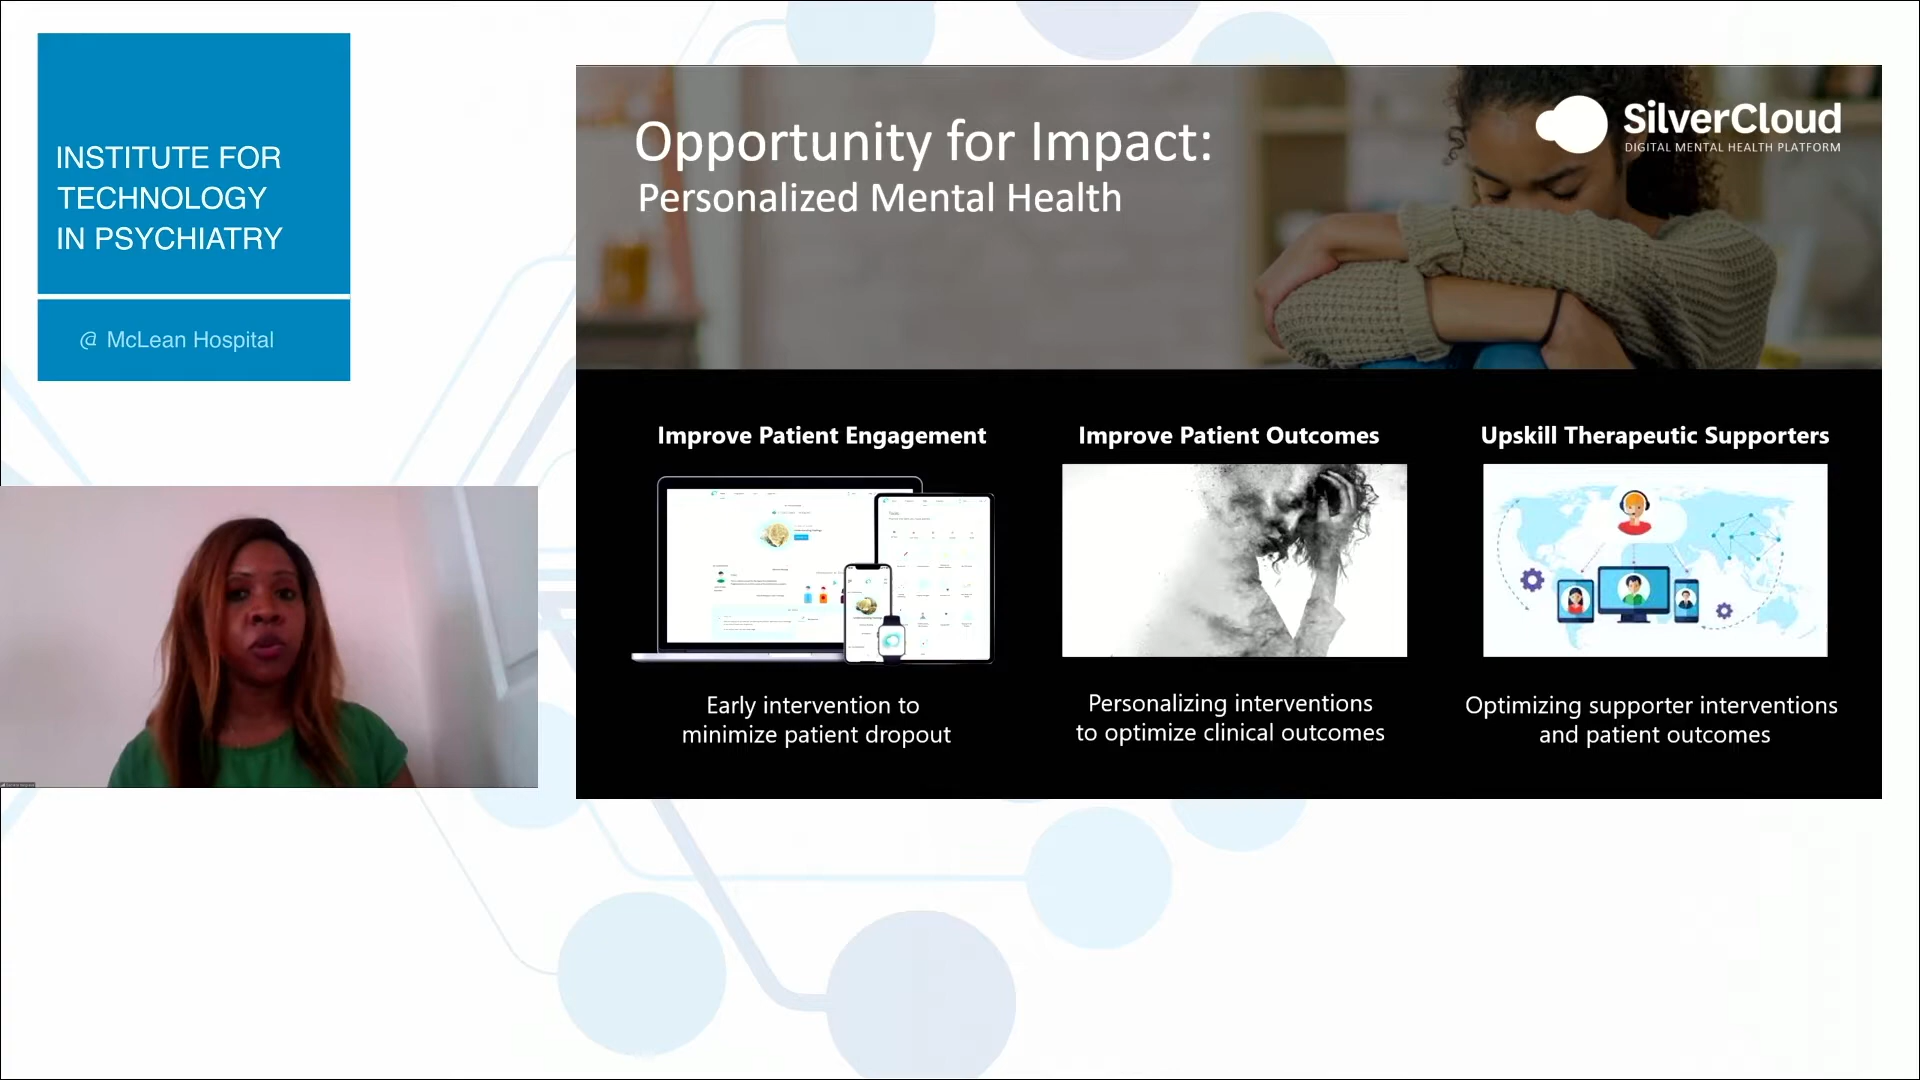 INSTITUTE FOR
TECHNOLOGY
IN PSYCHIATRY
@ McLean Hospital
Opportunity for Impact:
Personalized Mental Health
SilverCloud
DIGITAL MENTAL HEALTH PLATFORM
Improve Patient Engagement
Improve Patient Outcomes
Upskill Therapeutic Supporters
Early intervention to
minimize patient dropout
Personalizing interventions
to optimize clinical outcomes
Optimizing supporter interventions
and patient outcomes